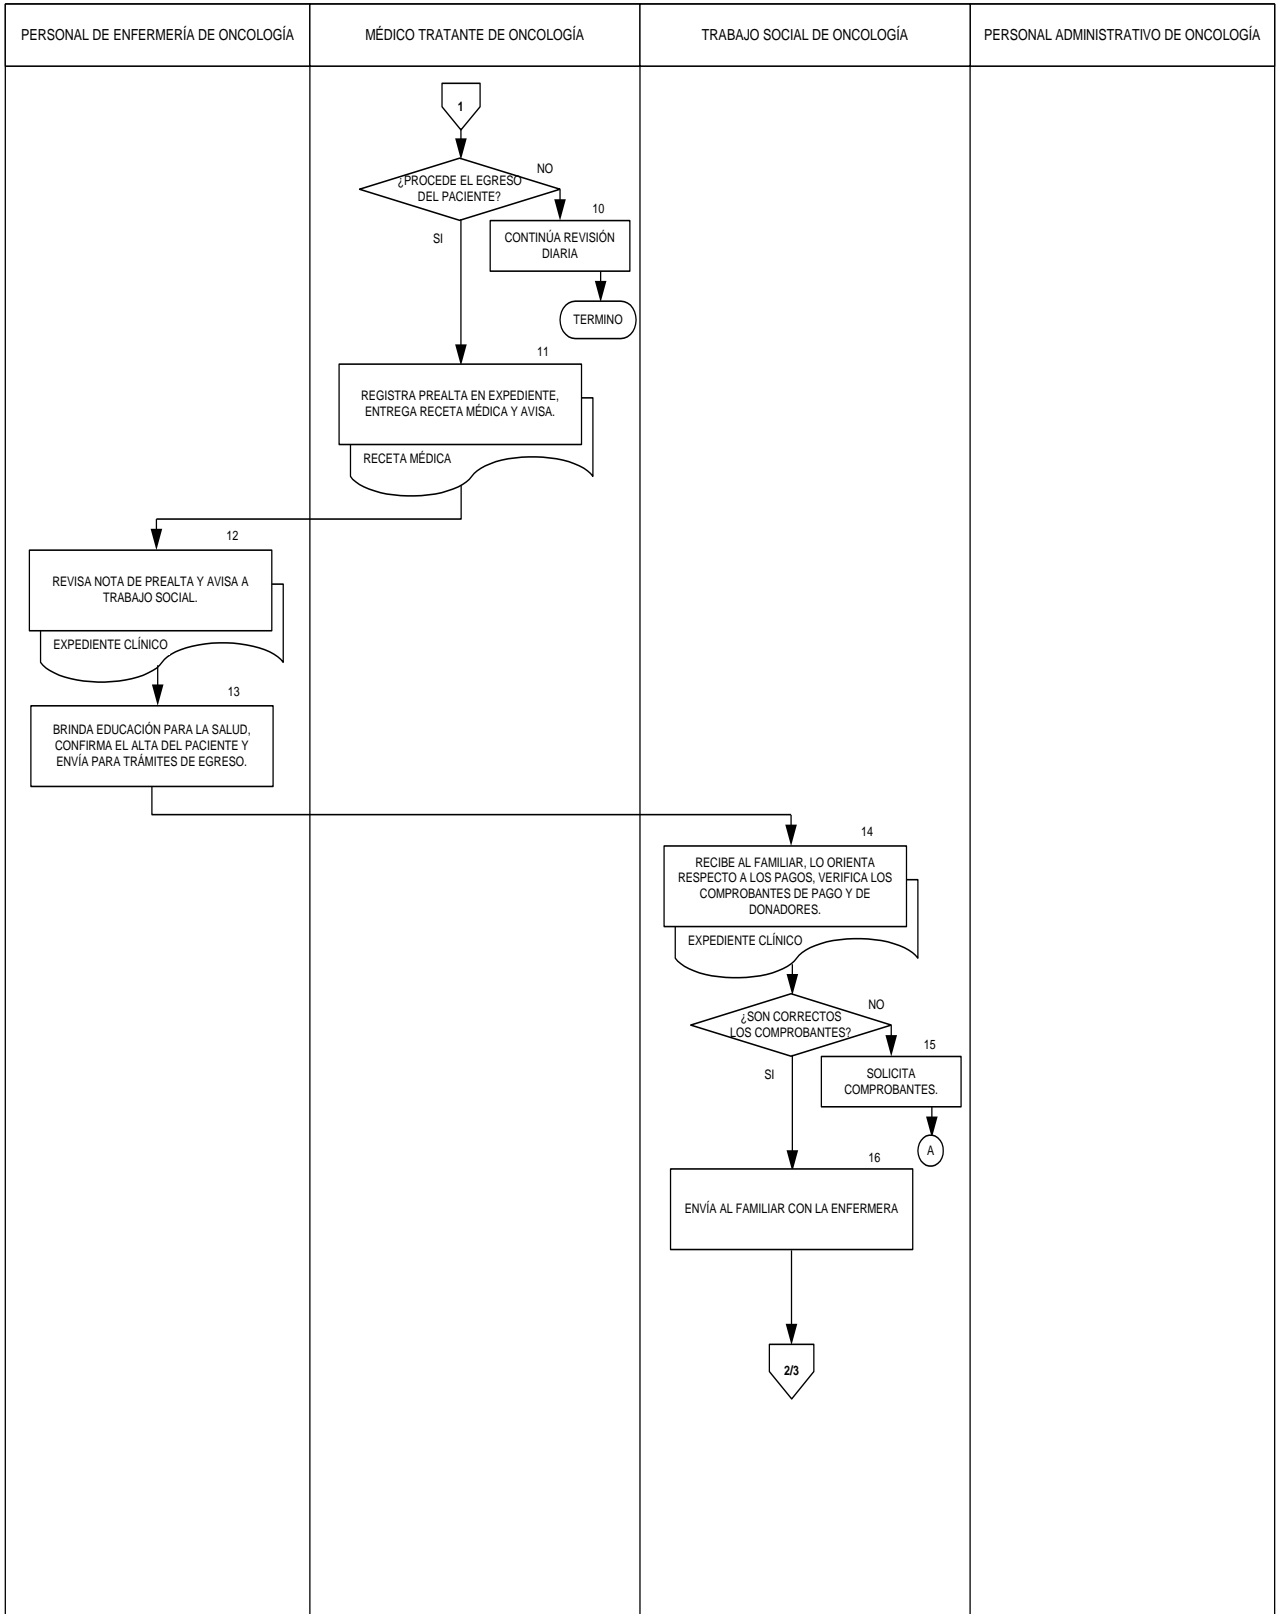 PERSONAL DE ENFERMERÍA DE ONCOLOGÍA
MÉDICO TRATANTE DE ONCOLOGÍA
TRABAJO SOCIAL DE ONCOLOGÍA
PERSONAL ADMINISTRATIVO DE ONCOLOGÍA
1
¿PROCEDE EL EGRESO
DEL PACIENTE?
NO
SI
10
CONTINÚA REVISIÓN
DIARIA
TERMINO
11
REGISTRA PREALTA EN EXPEDIENTE,
ENTREGA RECETA MÉDICA Y AVISA.
RECETA MÉDICA
12
REVISA NOTA DE PREALTA Y AVISA A
TRABAJO SOCIAL.
EXPEDIENTE CLÍNICO
13
BRINDA EDUCACIÓN PARA LA SALUD,
CONFIRMA EL ALTA DEL PACIENTE Y
ENVÍA PARA TRÁMITES DE EGRESO.
14
RECIBE AL FAMILIAR, LO ORIENTA
RESPECTO A LOS PAGOS, VERIFICA LOS
COMPROBANTES DE PAGO Y DE
DONADORES.
EXPEDIENTE CLÍNICO
¿SON CORRECTOS
LOS COMPROBANTES?
NO
SI
15
SOLICITA
COMPROBANTES.
A
16
ENVÍA AL FAMILIAR CON LA ENFERMERA
2/3